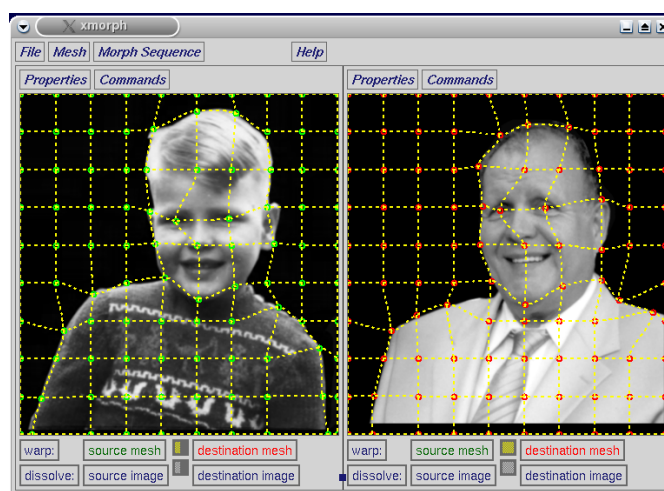 xmorph
File Mesh Morph Sequence Help
Properties Commands
Properties Commands
warp: source mesh destination mesh
dissolve: source image destination image
warp: source mesh destination mesh
dissolve: source image destination image